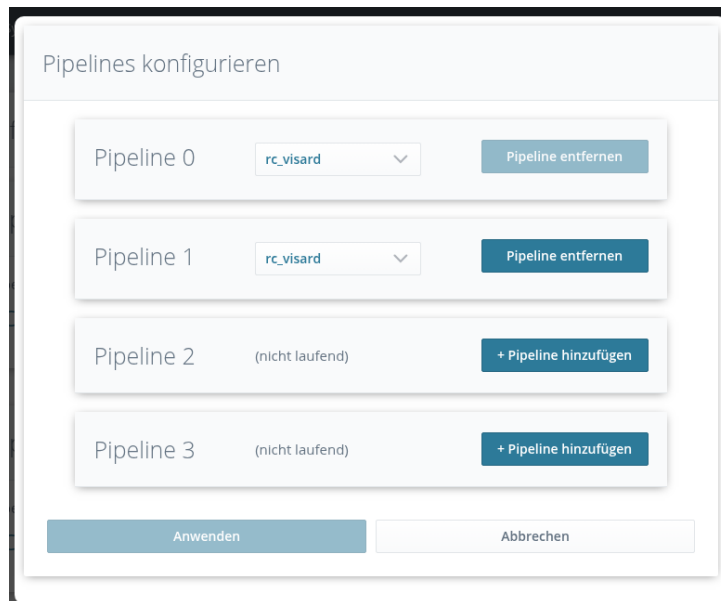 Pipelines konfigurieren
Pipeline 0 rc_visard Pipeline entfernen
Pipeline 1 rc_visard Pipeline entfernen
Pipeline 2 (nicht laufend) + Pipeline hinzufügen
Pipeline 3 (nicht laufend) + Pipeline hinzufügen
Anwenden Abbrechen